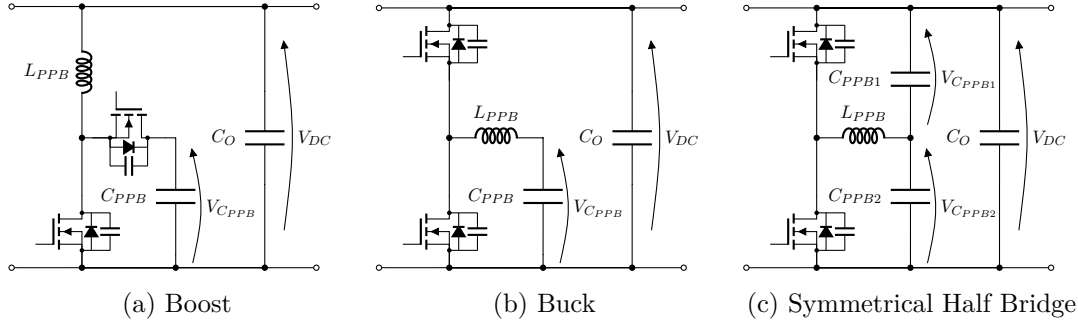 L_PPB
C_PPB
V_C_PPB
C_O
V_DC
(a) Boost
L_PPB
C_PPB
V_C_PPB
C_O
V_DC
(b) Buck
C_PPB1
V_C_PPB1
L_PPB
C_PPB2
V_C_PPB2
C_O
V_DC
(c) Symmetrical Half Bridge